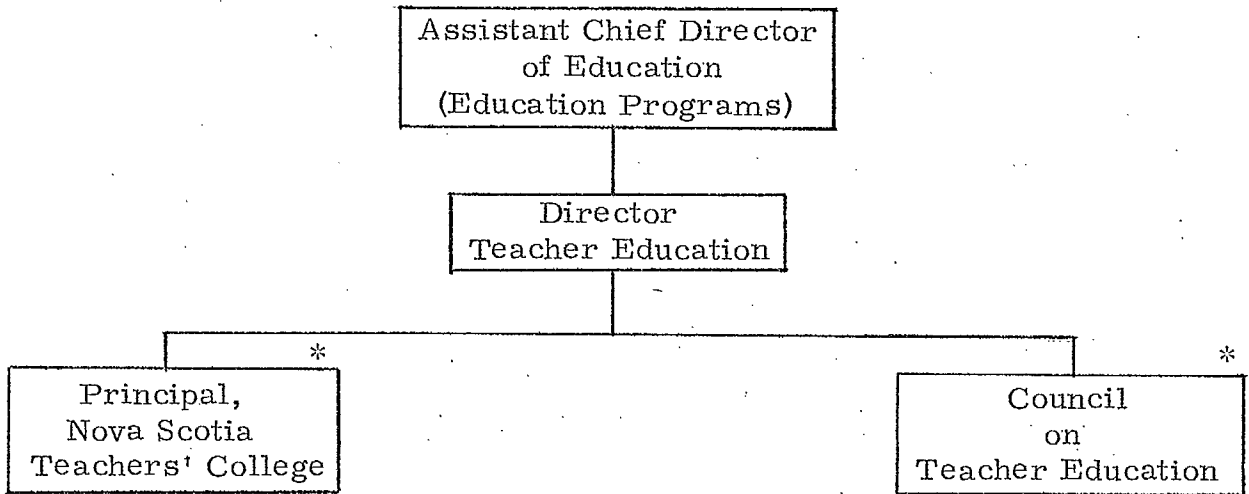 Assistant Chief Director
of Education
(Education Programs)
Director
Teacher Education
*
*
Principal,
Nova Scotia
Teachers' College
Council
on
Teacher Education